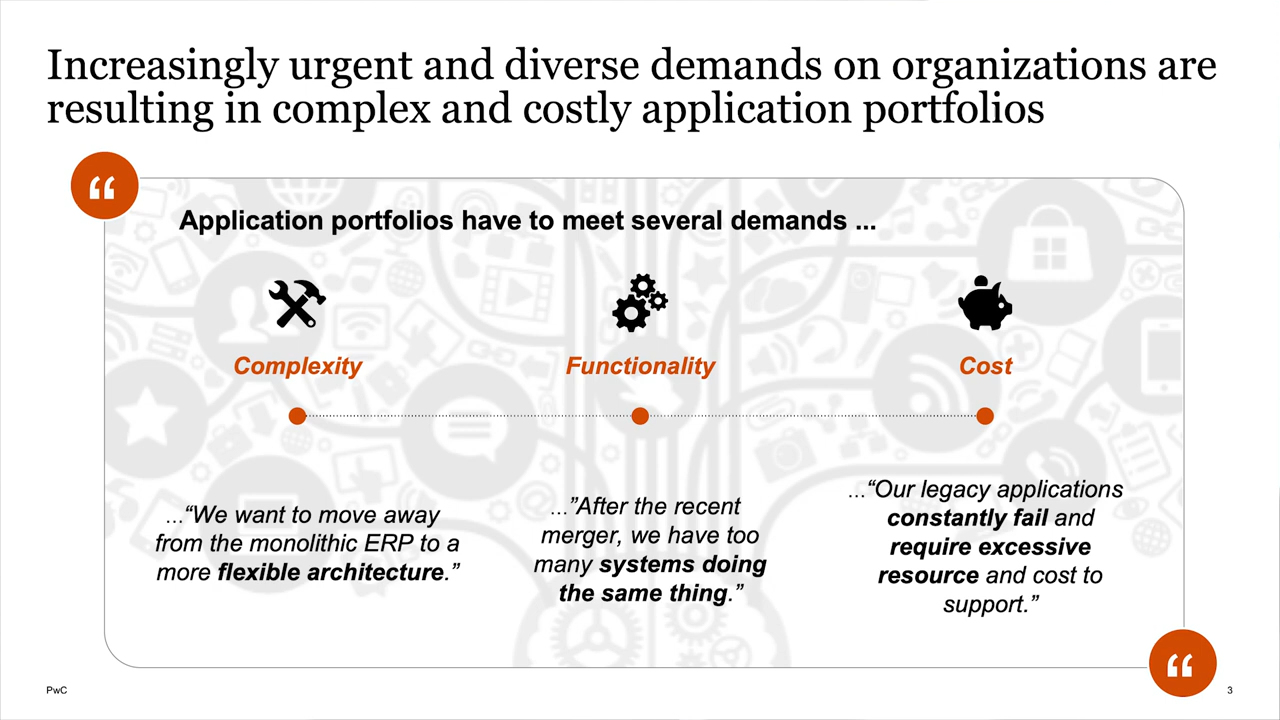 Increasingly urgent and diverse demands on organizations are
resulting in complex and costly application portfolios
“
Application portfolios have to meet several demands ...
Complexity
Functionality
Cost
...“We want to move away
from the monolithic ERP to a
more flexible architecture.”
...”After the recent
merger, we have too
many systems doing
the same thing.”
...“Our legacy applications
constantly fail and
require excessive
resource and cost to
support.”
“
PwC
3